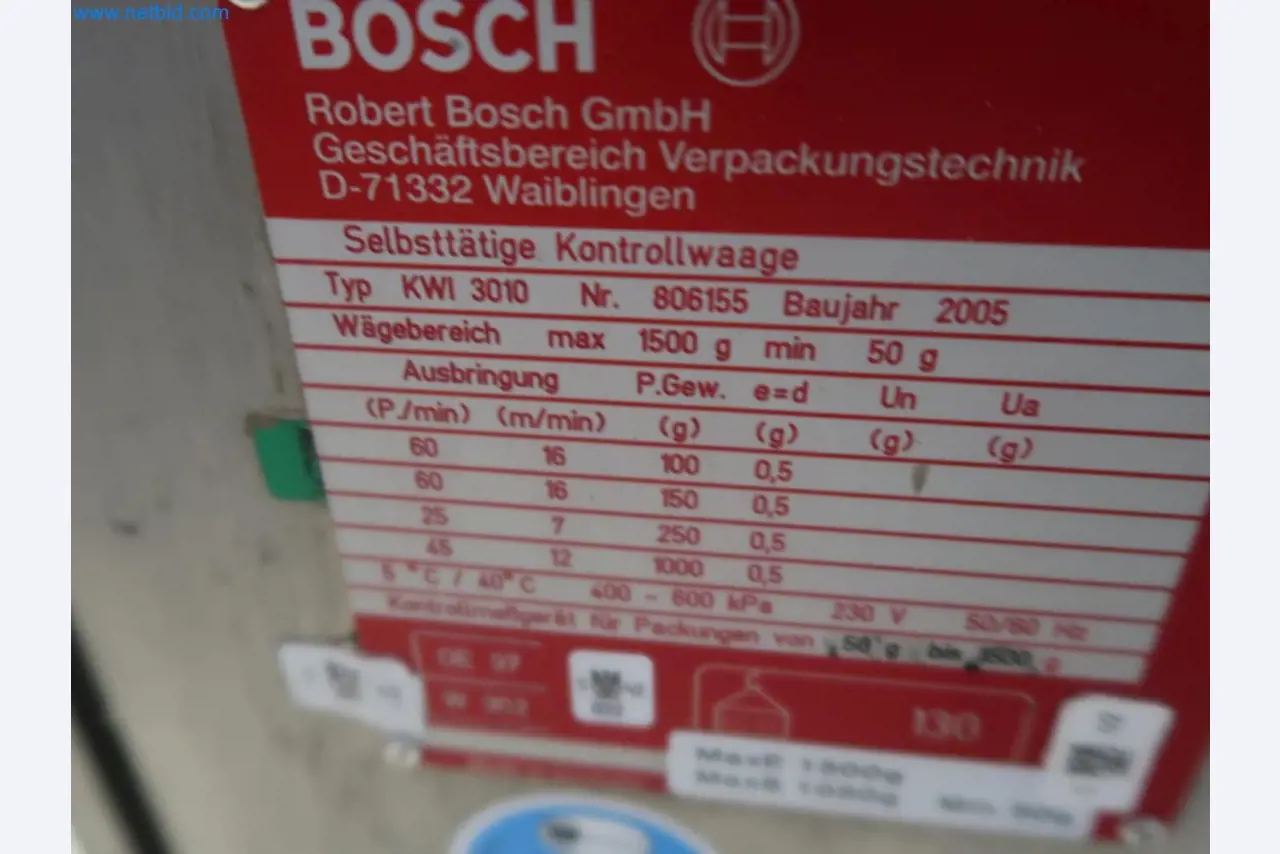 www.netbid.com
BOSCH
Robert Bosch GmbH
Geschäftsbereich Verpackungstechnik
D-71332 Waiblingen
Selbsttätige Kontrollwaage
Typ KWI 3010 Nr. 806155 Baujahr 2005
Wägebereich max 1500 g min 50 g
Ausbringung P.Gew. e=d Un Ua
(P./min) (m/min) (g) (g) (g) (g)
60 16 100 0,5
60 16 150 0,5
25 7 250 0,5
45 12 1000 0,5
5 °C / 40°C 400 - 600 kPa 230 V 50/60 Hz
Kontrollmeßgerät für Packungen von 50 g bis 1500 g
130